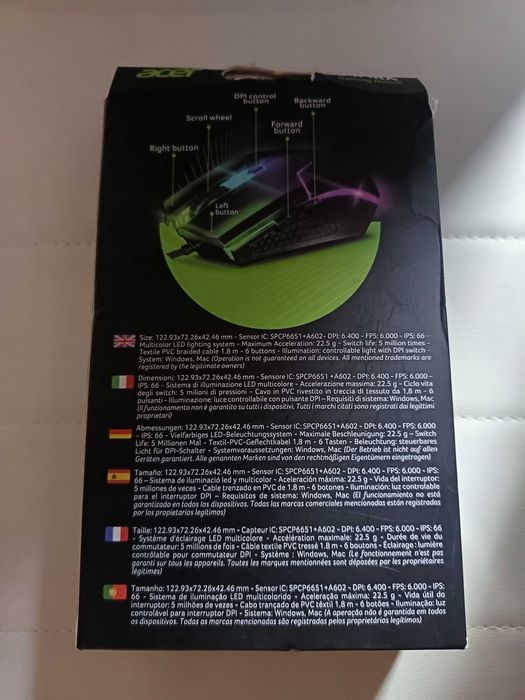 acer
DPI control
button
Backward
button
Scroll wheel
Forward
button
Right button
Left
button
Size: 122.93x72.26x42.46 mm - Sensor IC: SPCP6651+A602- DPI: 6.400 - FPS: 6.000 - IPS: 66 -
Multicolor LED lighting system - Maximum Acceleration: 22.5 g - Switch life: 5 million times -
Textile PVC braided cable 1.8 m - 6 buttons - Illumination: controllable light with DPI switch -
System: Windows, Mac (Operation is not guaranteed on all devices. All mentioned trademarks are
registered by the legitimate owners)
Dimensioni: 122.93x72.26x42.46 mm - Sensore IC: SPCP6651 +A602 - DPI: 6.400 - FPS: 6.000-
IPS: 66 - Sistema di illuminazione LED multicolore - Accelerazione massima: 22.5 g - Ciclo vita
degli switch: 5 milioni di pressioni - Cavo in PVC rivestito in treccia di tessuto da 1,8 m - 6
pulsanti - Illuminazione: luce controllabile con pulsante DPI - Requisiti di sistema: Windows, Mac
(Il funzionamento non è garantito su tutti i dispositivi. Tutti i marchi citati sono registrati dai legittimi
proprietari)
Abmessungen: 122.93x72.26x42.46 mm - Sensor IC: SPCP6651+A602 - DPI: 6.400 - FPS: 6.000
- IPS: 66 - Vielfarbiges LED-Beleuchtungssystem - Maximale Beschleunigung: 22.5 g - Switch
Life: 5 Millionen Mal - Textil-PVC-Geflechtkabel 1,8 m - 6 Tasten - Beleuchtung: steuerbares
Licht für DPI-Schalter - Systemvoraussetzungen: Windows, Mac (Der Betrieb ist nicht auf allen
Geräten garantiert. Alle genannten Marken sind von den rechtmäßigen Eigentümern eingetragen)
Tamaño: 122.93x72.26x42.46 mm - Sensor IC: SPCP6651+A602 - DPI: 6.400 - FPS: 6.000 - IPS:
66 - Sistema de iluminació led y multicolor - Aceleración máxima: 22.5 g - Vida del interruptor:
5 millones de veces - Cable trenzado en PVC de 1.8 m - 6 botones - Iluminación: luz controlable
para el interruptor DPI – Requisitos de sistema: Windows, Mac (El funcionamiento no está
garantizado en todos los dispositivos. Todas las marcas comerciales mencionadas están registradas
por los propietarios legítimos)
Taille: 122.93x72.26x42.46 mm - Capteur IC: SPCP6651+A602 - DPI: 6.400 - FPS: 6.000 - IPS: 66
- Système d'éclairage LED multicolore - Accélération maximale: 22.5 g - Durée de vie du
commutateur: 5 millions de fois - Câble textile PVC tressé 1.8 m - 6 boutons - Éclairage: lumière
contrôlable pour commutateur DPI - Système : Windows, Mac (Le fonctionnement n'est pas
garanti sur tous les appareils. Toutes les marques mentionnées sont déposées par les propriétaires
légitimes)
Tamanho: 122.93x72.26x42.46 mm - Sensor IC: SPCP6651+A602 - DPI: 6.400 - FPS: 6.000 - IPS:
66 - Sistema de iluminação LED multicolorido - Aceleração máxima: 22.5 g - Vida útil do
interruptor: 5 milhões de vezes - Cabo trançado de PVC têxtil 1.8 m - 6 botões - Iluminação: luz
controlável para interruptor DPI - Sistema: Windows, Mac (A operação não é garantida em todos
os dispositivos. Todas as marcas mencionadas são registradas pelos proprietários legítimos)